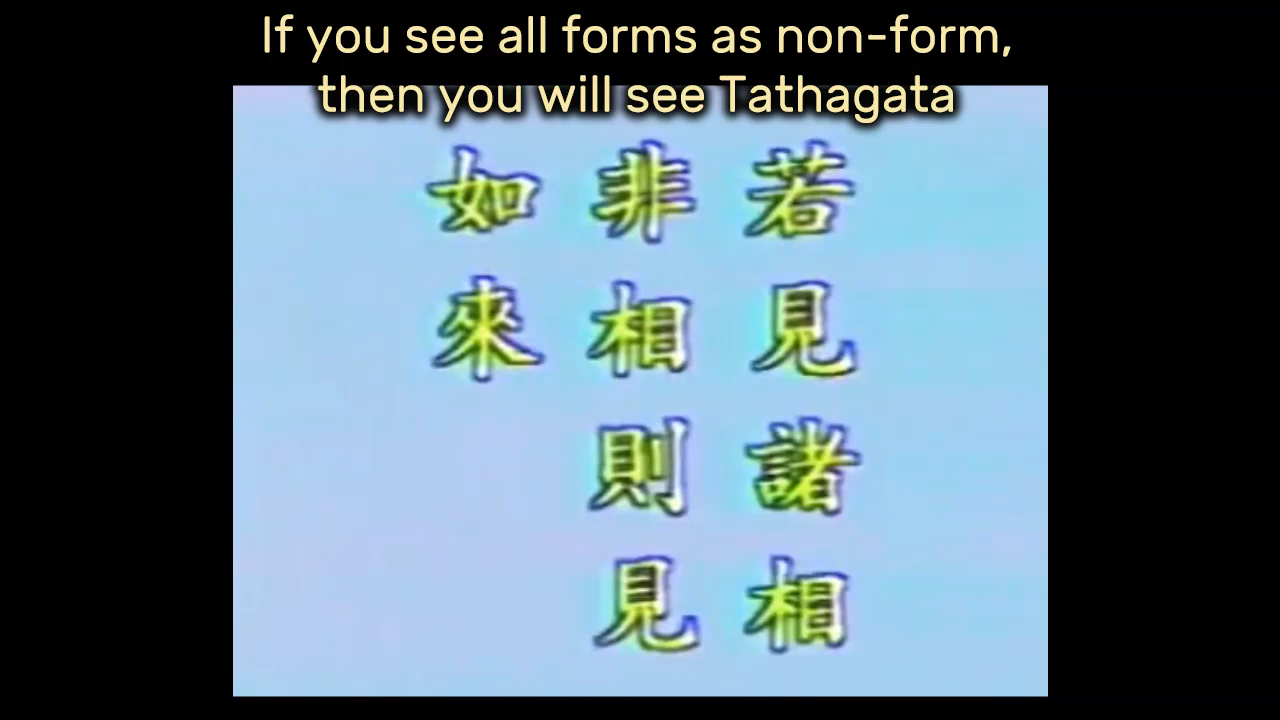 If you see all forms as non-form,
then you will see Tathagata
若見諸相
非相則見
如來